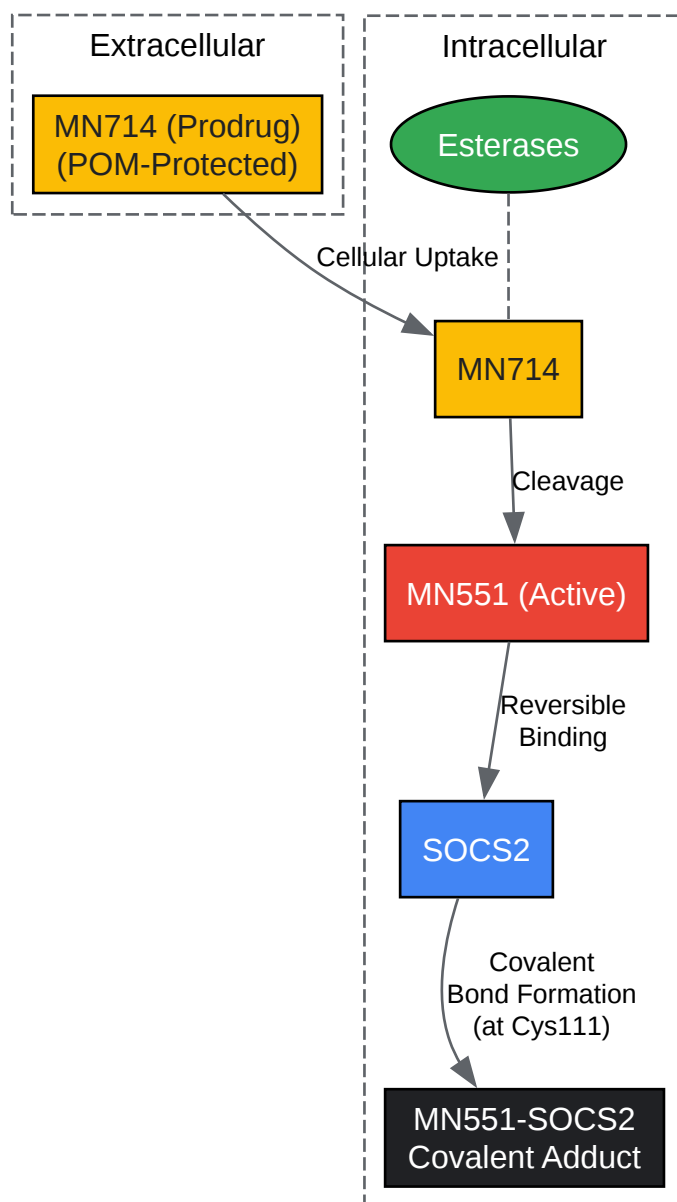 Extracellular
Intracellular
MN714 (Prodrug)
(POM-Protected)
Esterases
Cellular Uptake
MN714
Cleavage
MN551 (Active)
Reversible
Binding
SOCS2
Covalent
Bond Formation
(at Cys111)
MN551-SOCS2
Covalent Adduct